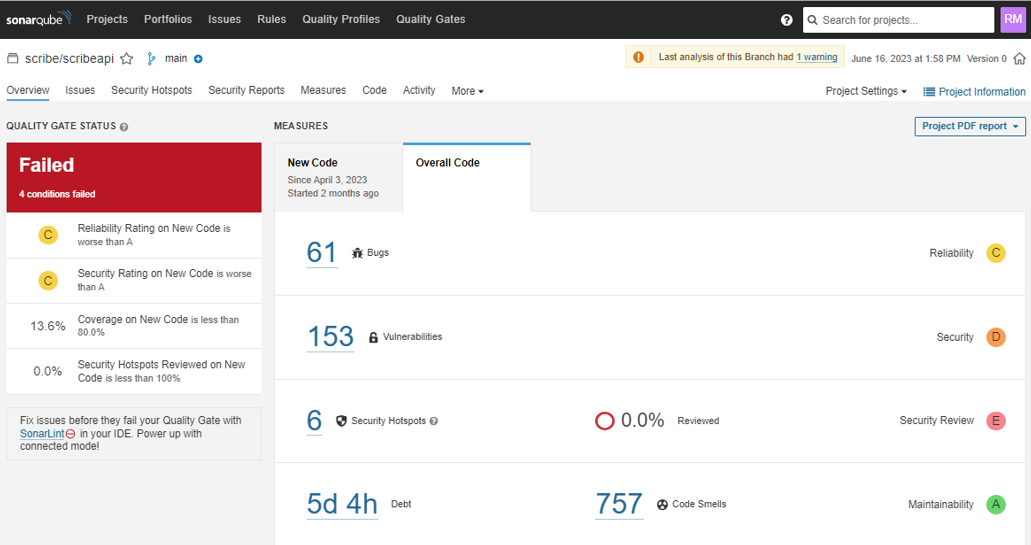 sonarqube Projects Portfolios Issues Rules Quality Profiles Quality Gates ? Search for projects... RM
scribe/scribeapi main Last analysis of this Branch had 1 warning June 16, 2023 at 1:58 PM Version 0
Overview Issues Security Hotspots Security Reports Measures Code Activity More Project Settings Project Information
QUALITY GATE STATUS ?
Failed
4 conditions failed
C Reliability Rating on New Code is
worse than A
C Security Rating on New Code is worse
than A
13.6% Coverage on New Code is less than
80.0%
0.0% Security Hotspots Reviewed on New
Code is less than 100%
Fix issues before they fail your Quality Gate with
SonarLint in your IDE. Power up with
connected mode!
MEASURES Project PDF report
New Code
Since April 3, 2023
Started 2 months ago
Overall Code
61 Bugs Reliability C
153 Vulnerabilities Security D
6 Security Hotspots ? 0.0% Reviewed Security Review E
5d 4h Debt 757 Code Smells Maintainability A